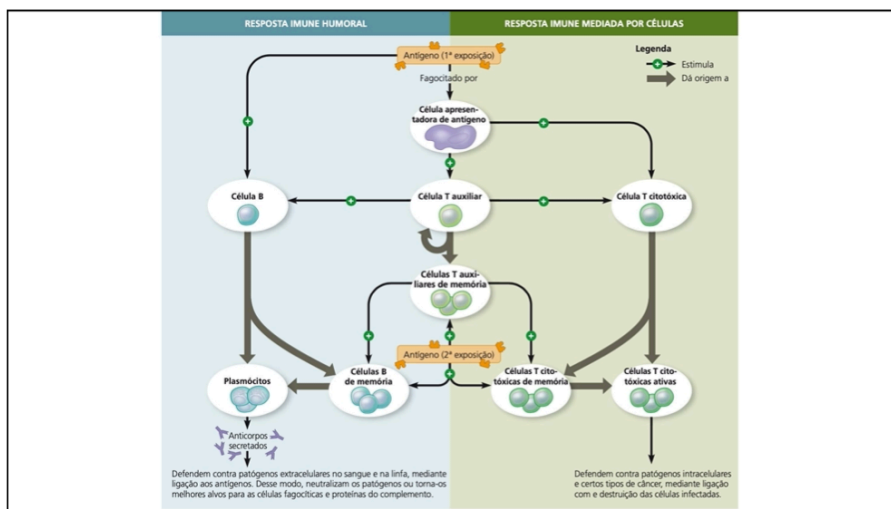 RESPOSTA IMUNE HUMORAL
RESPOSTA IMUNE MEDIADA POR CÉLULAS
Antígeno (1ª exposição)
Fagocitado por
Legenda
Estimula
Dá origem a
Célula apresen-
tadora de antígeno
Célula B
Célula T auxiliar
Célula T citotóxica
Células T auxi-
liares de memória
Antígeno (2ª exposição)
Plasmócitos
Células B
de memória
Células T cito-
tóxicas de memória
Células T cito-
tóxicas ativas
Anticorpos
secretados
Defendem contra patógenos extracelulares no sangue e na linfa, mediante
ligação aos antígenos. Desse modo, neutralizam os patógenos ou torna-os
melhores alvos para as células fagocíticas e proteínas do complemento.
Defendem contra patógenos intracelulares
e certos tipos de câncer, mediante ligação
com e destruição das células infectadas.